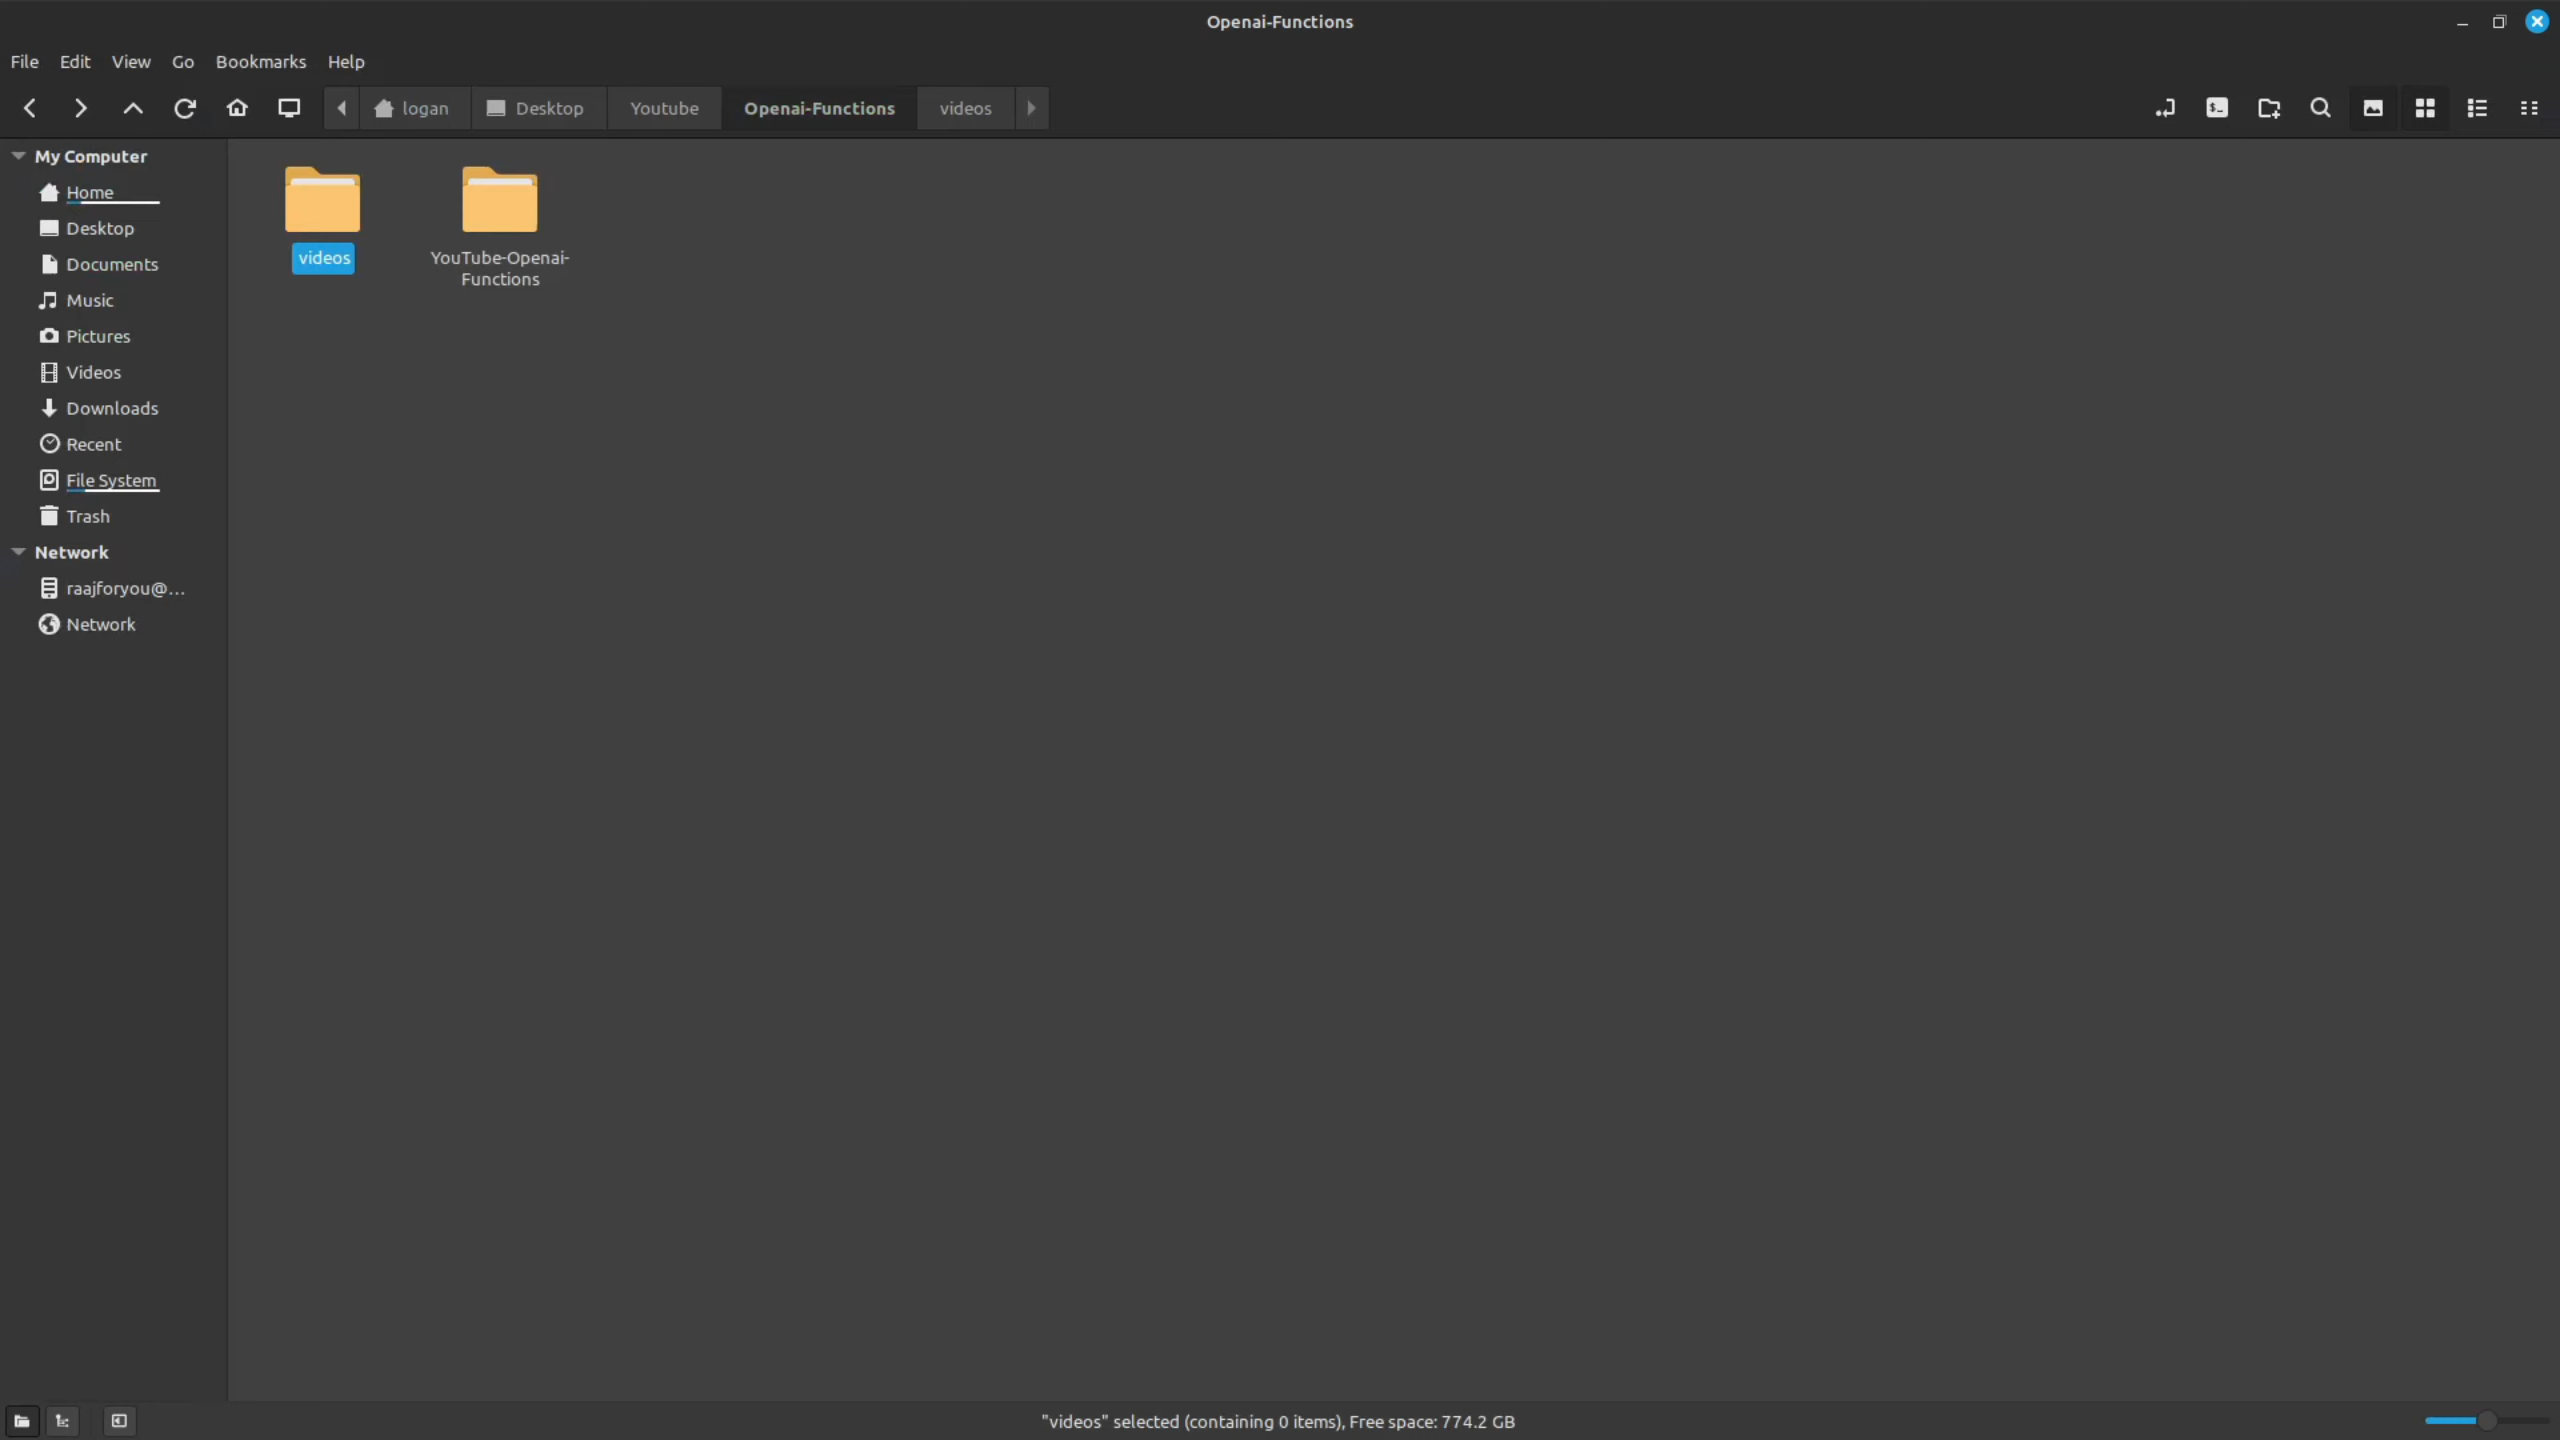 Openai-Functions
File Edit View Go Bookmarks Help
logan Desktop Youtube Openai-Functions videos
My Computer
Home
Desktop
Documents
Music
Pictures
Videos
Downloads
Recent
File System
Trash
Network
raajforyou@...
Network
videos
YouTube-Openai-
Functions
"videos" selected (containing 0 items), Free space: 774.2 GB